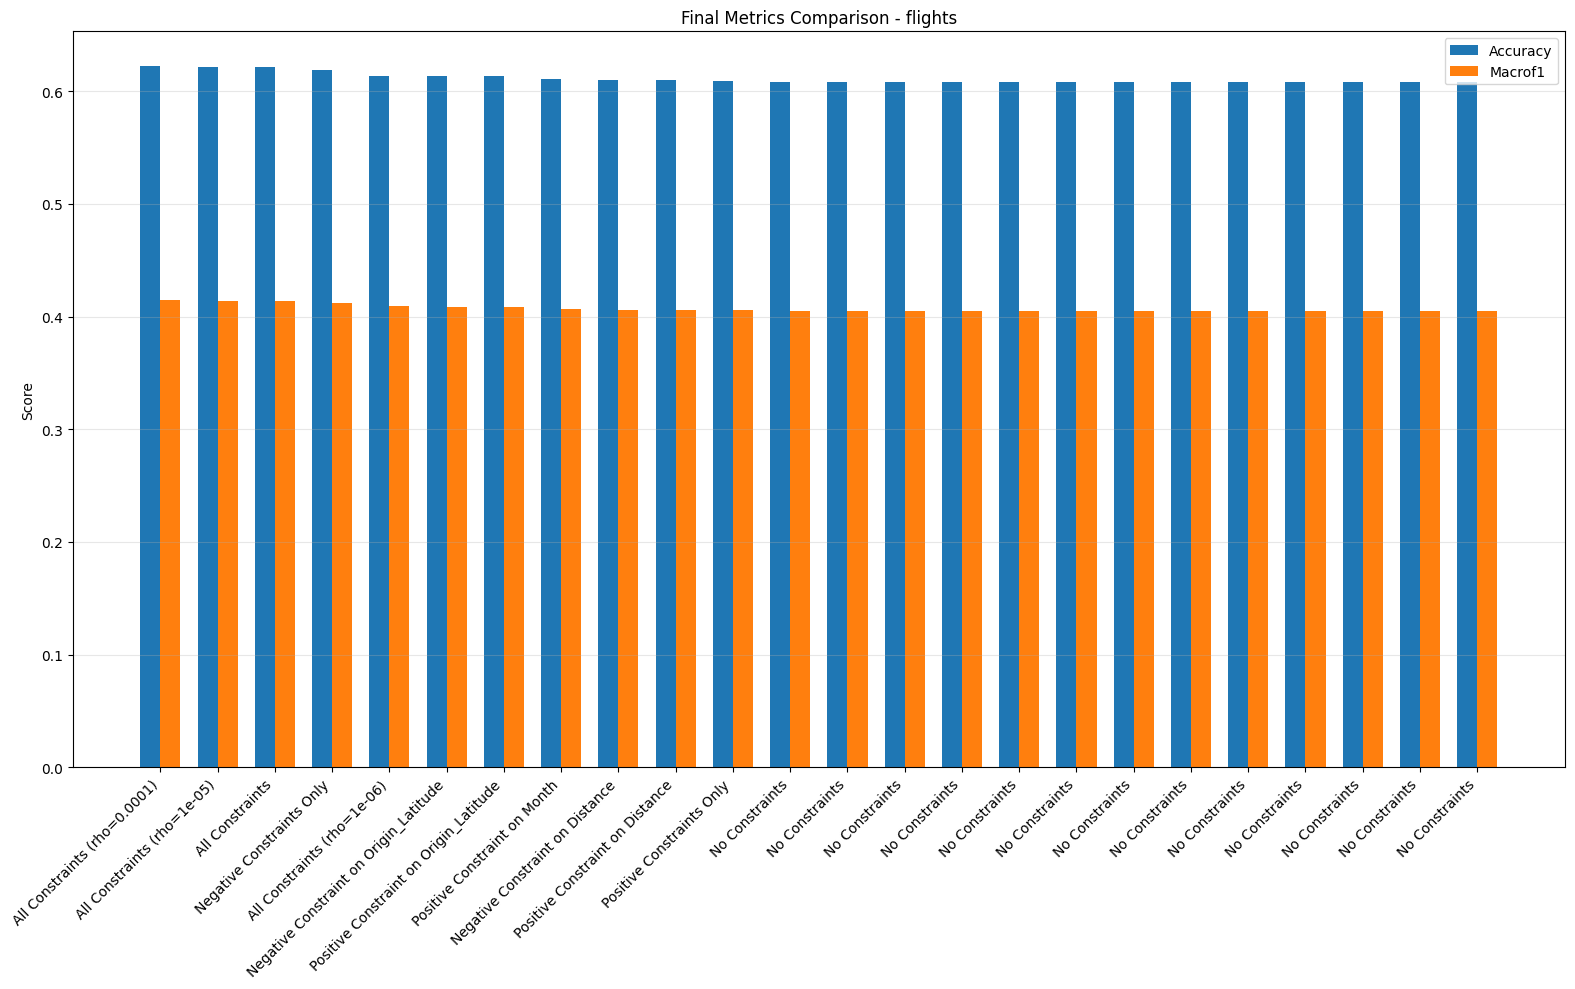 Final Metrics Comparison - flights
Accuracy
Macrof1
Score
0.6
0.5
0.4
0.3
0.2
0.1
0.0
All Constraints (rho=0.0001)
All Constraints (rho=1e-05)
All Constraints
Negative Constraints Only
All Constraints (rho=1e-06)
Negative Constraint on Origin_Latitude
Positive Constraint on Origin_Latitude
Positive Constraint on Month
Negative Constraint on Distance
Positive Constraint on Distance
Positive Constraints Only
No Constraints
No Constraints
No Constraints
No Constraints
No Constraints
No Constraints
No Constraints
No Constraints
No Constraints
No Constraints
No Constraints
No Constraints
No Constraints